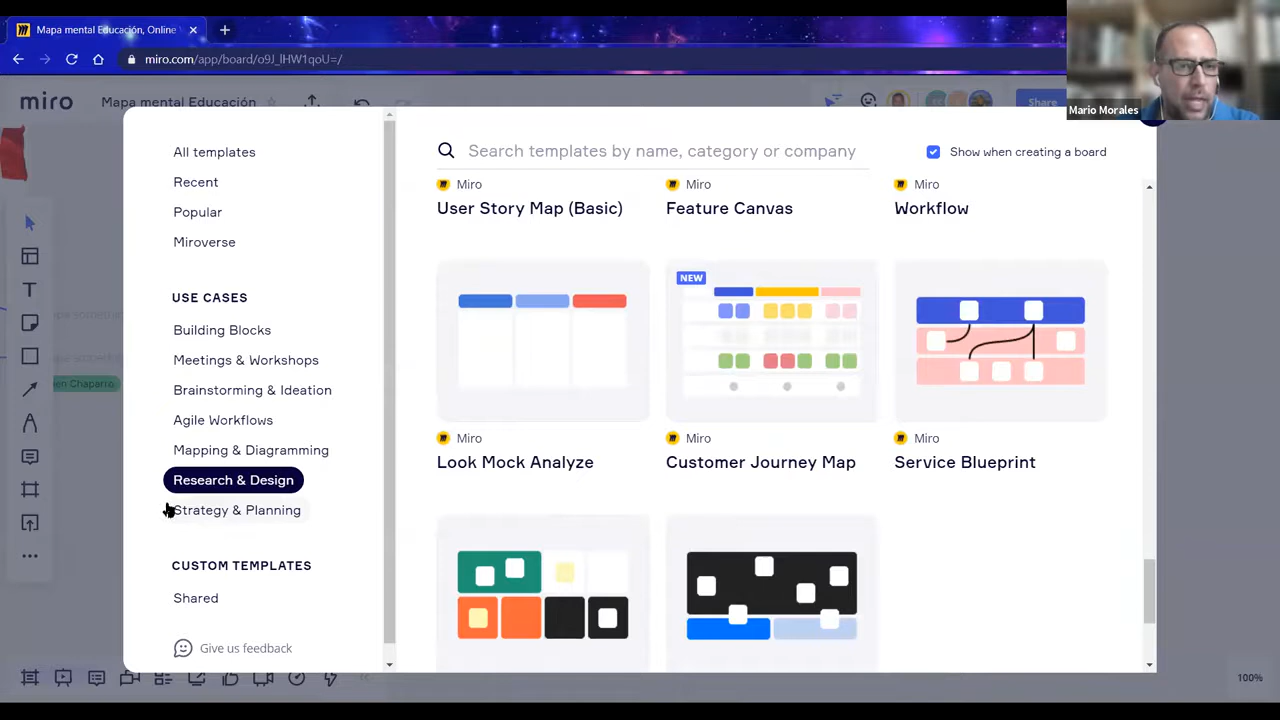 Mapa mental Educación, Online
miro.com/app/board/o9J_lHW1qoU=/
Mario Morales
miro
Mapa mental Educación
Share
All templates
Recent
Popular
Miroverse
USE CASES
Building Blocks
Meetings & Workshops
Brainstorming & Ideation
Agile Workflows
Mapping & Diagramming
Research & Design
Strategy & Planning
CUSTOM TEMPLATES
Shared
Give us feedback
Search templates by name, category or company
Show when creating a board
Miro
User Story Map (Basic)
Miro
Feature Canvas
Miro
Workflow
NEW
Miro
Look Mock Analyze
Miro
Customer Journey Map
Miro
Service Blueprint
Chaparro
100%